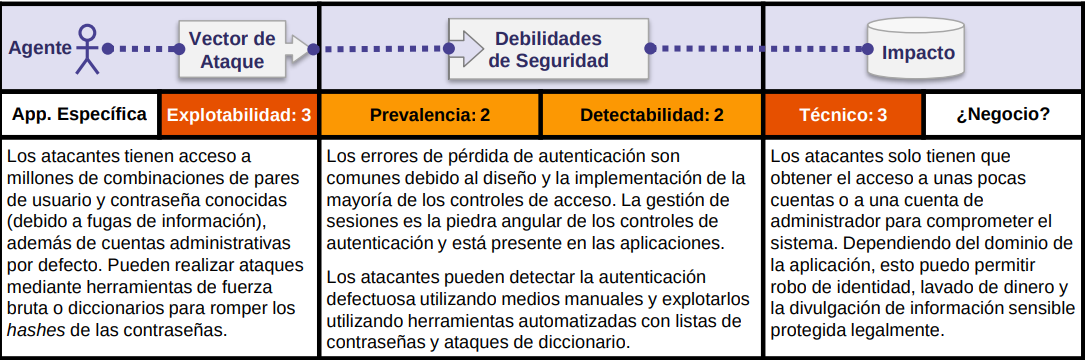 Agente
Vector de
Ataque
Debilidades
de Seguridad
Impacto
App. Específica
Explotabilidad: 3
Prevalencia: 2
Detectabilidad: 2
Técnico: 3
¿Negocio?
Los atacantes tienen acceso a
millones de combinaciones de pares
de usuario y contraseña conocidas
(debido a fugas de información),
además de cuentas administrativas
por defecto. Pueden realizar ataques
mediante herramientas de fuerza
bruta o diccionarios para romper los
hashes de las contraseñas.
Los errores de pérdida de autenticación son
comunes debido al diseño y la implementación de la
mayoría de los controles de acceso. La gestión de
sesiones es la piedra angular de los controles de
autenticación y está presente en las aplicaciones.
Los atacantes pueden detectar la autenticación
defectuosa utilizando medios manuales y explotarlos
utilizando herramientas automatizadas con listas de
contraseñas y ataques de diccionario.
Los atacantes solo tienen que
obtener el acceso a unas pocas
cuentas o a una cuenta de
administrador para comprometer el
sistema. Dependiendo del dominio de
la aplicación, esto puedo permitir
robo de identidad, lavado de dinero y
la divulgación de información sensible
protegida legalmente.